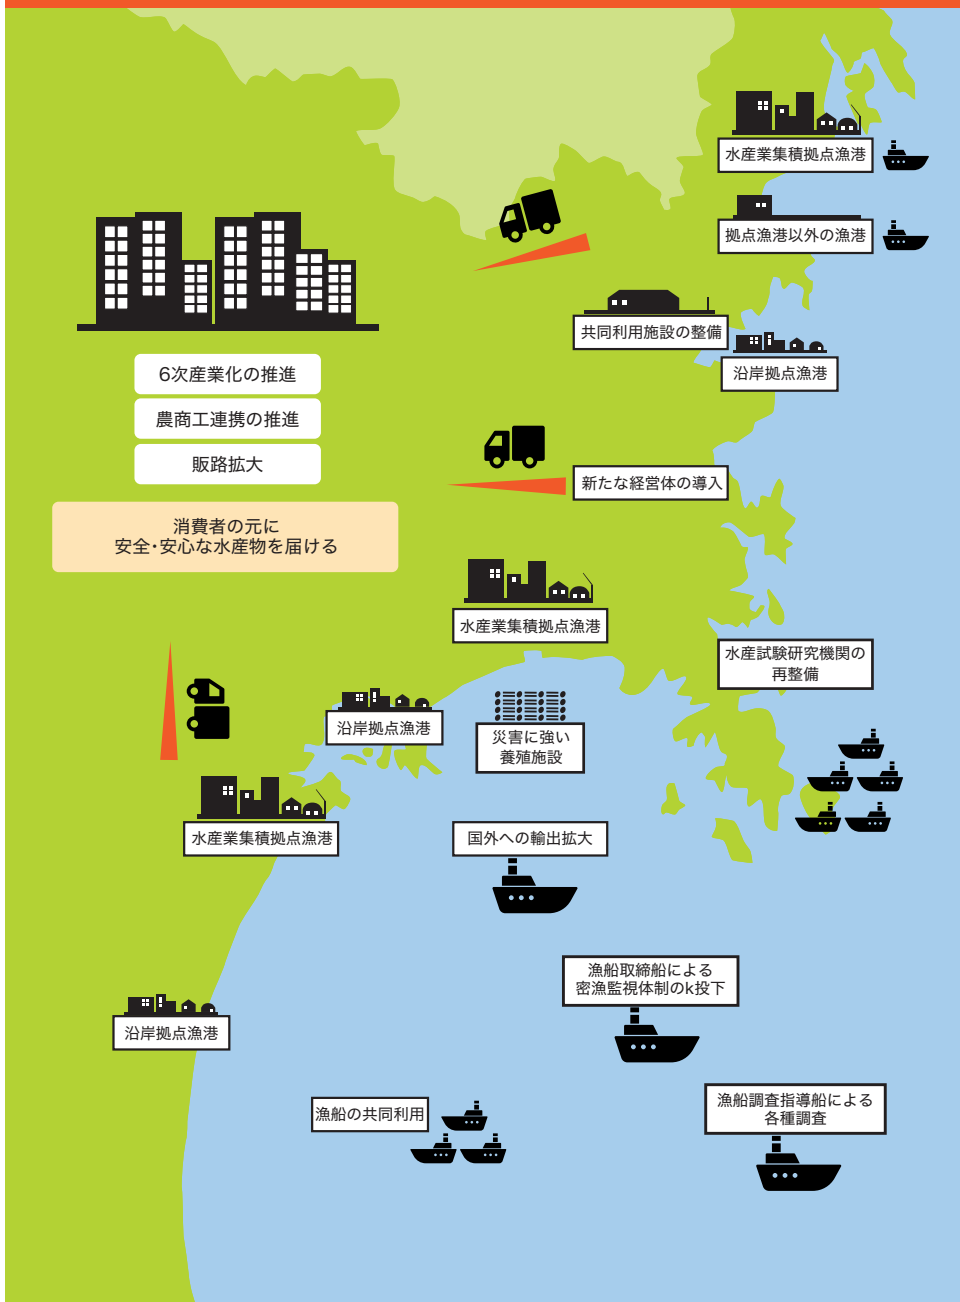 水産業集積拠点漁港
拠点漁港以外の漁港
共同利用施設の整備
沿岸拠点漁港
6次産業化の推進
農商工連携の推進
販路拡大
新たな経営体の導入
消費者の元に
安全・安心な水産物を届ける
水産業集積拠点漁港
水産試験研究機関の
再整備
沿岸拠点漁港
災害に強い
養殖施設
水産業集積拠点漁港
国外への輸出拡大
漁船取締船による
密漁監視体制のk投下
沿岸拠点漁港
漁船の共同利用
漁船調査指導船による
各種調査